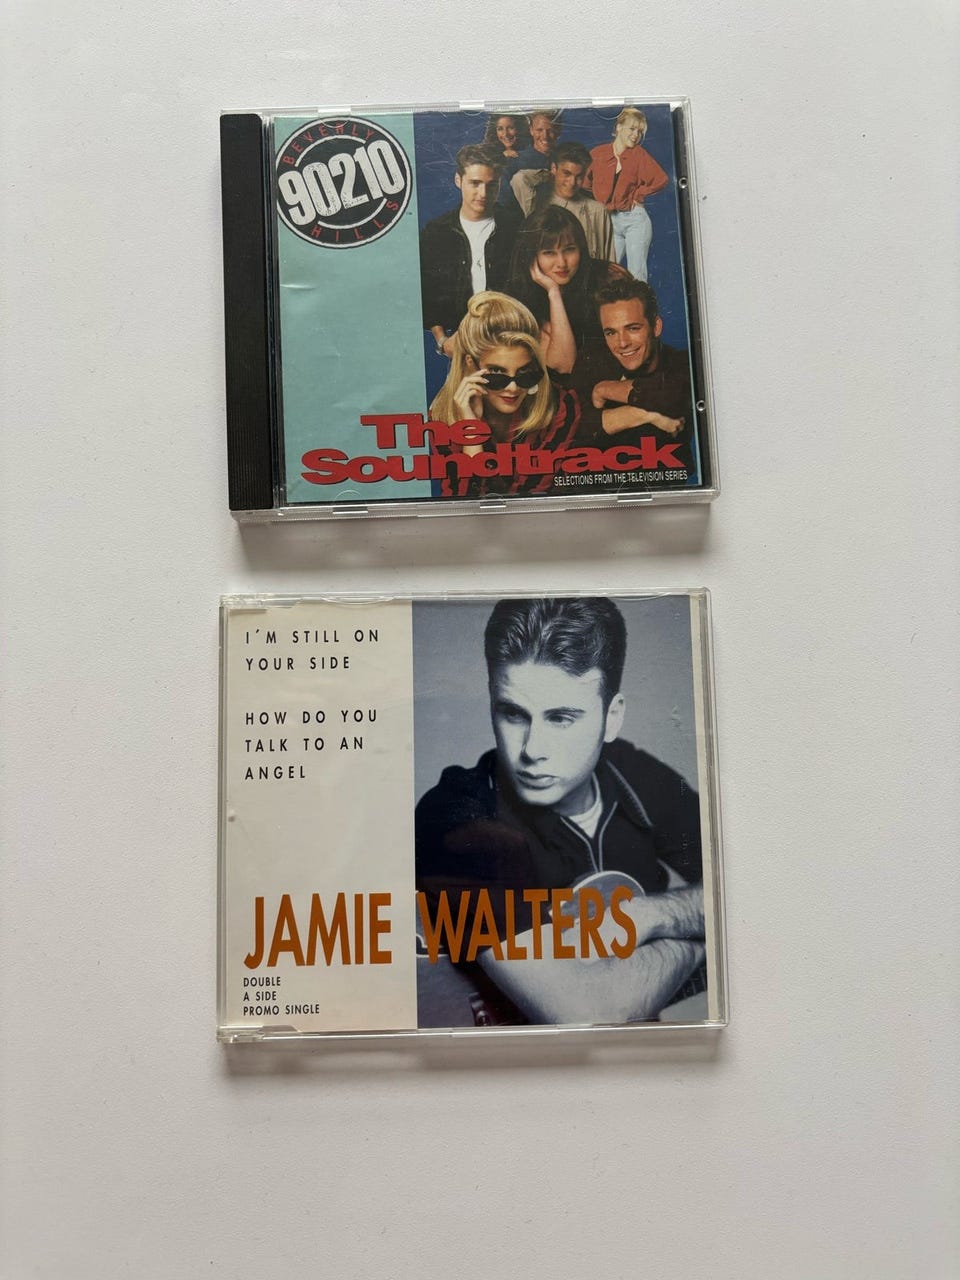 BEVERLY
90210
HILLS
The
Soundtrack
SELECTIONS FROM THE TELEVISION SERIES
I´M STILL ON
YOUR SIDE
HOW DO YOU
TALK TO AN
ANGEL
JAMIE WALTERS
DOUBLE
A SIDE
PROMO SINGLE